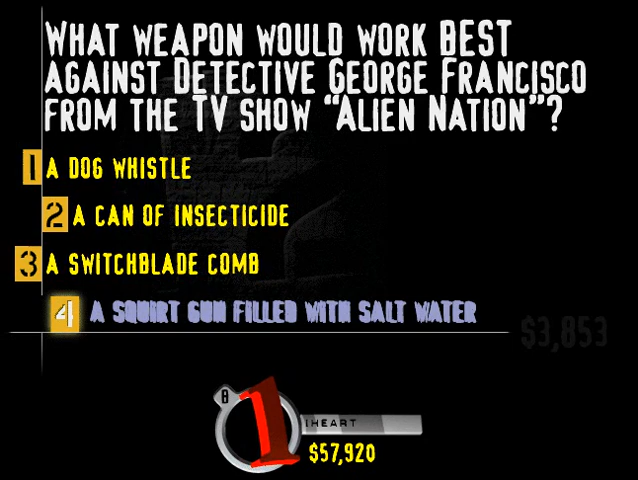 WHAT WEAPON WOULD WORK BEST
AGAINST DETECTIVE GEORGE FRANCISCO
FROM THE TV SHOW "ALIEN NATION"?
1 A DOG WHISTLE
2 A CAN OF INSECTICIDE
3 A SWITCHBLADE COMB
4 A SQUIRT GUN FILLED WITH SALT WATER
$3,853
B 1 IHEART
$57,920